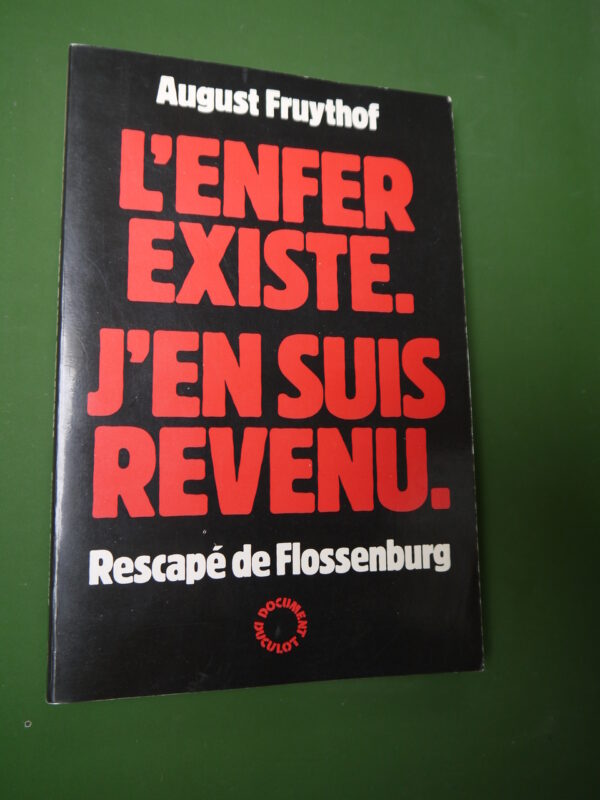 August Fruythof
L'ENFER
EXISTE.
J'EN SUIS
REVENU.
Rescapé de Flossenburg
DOCUMENT
DUCULOT